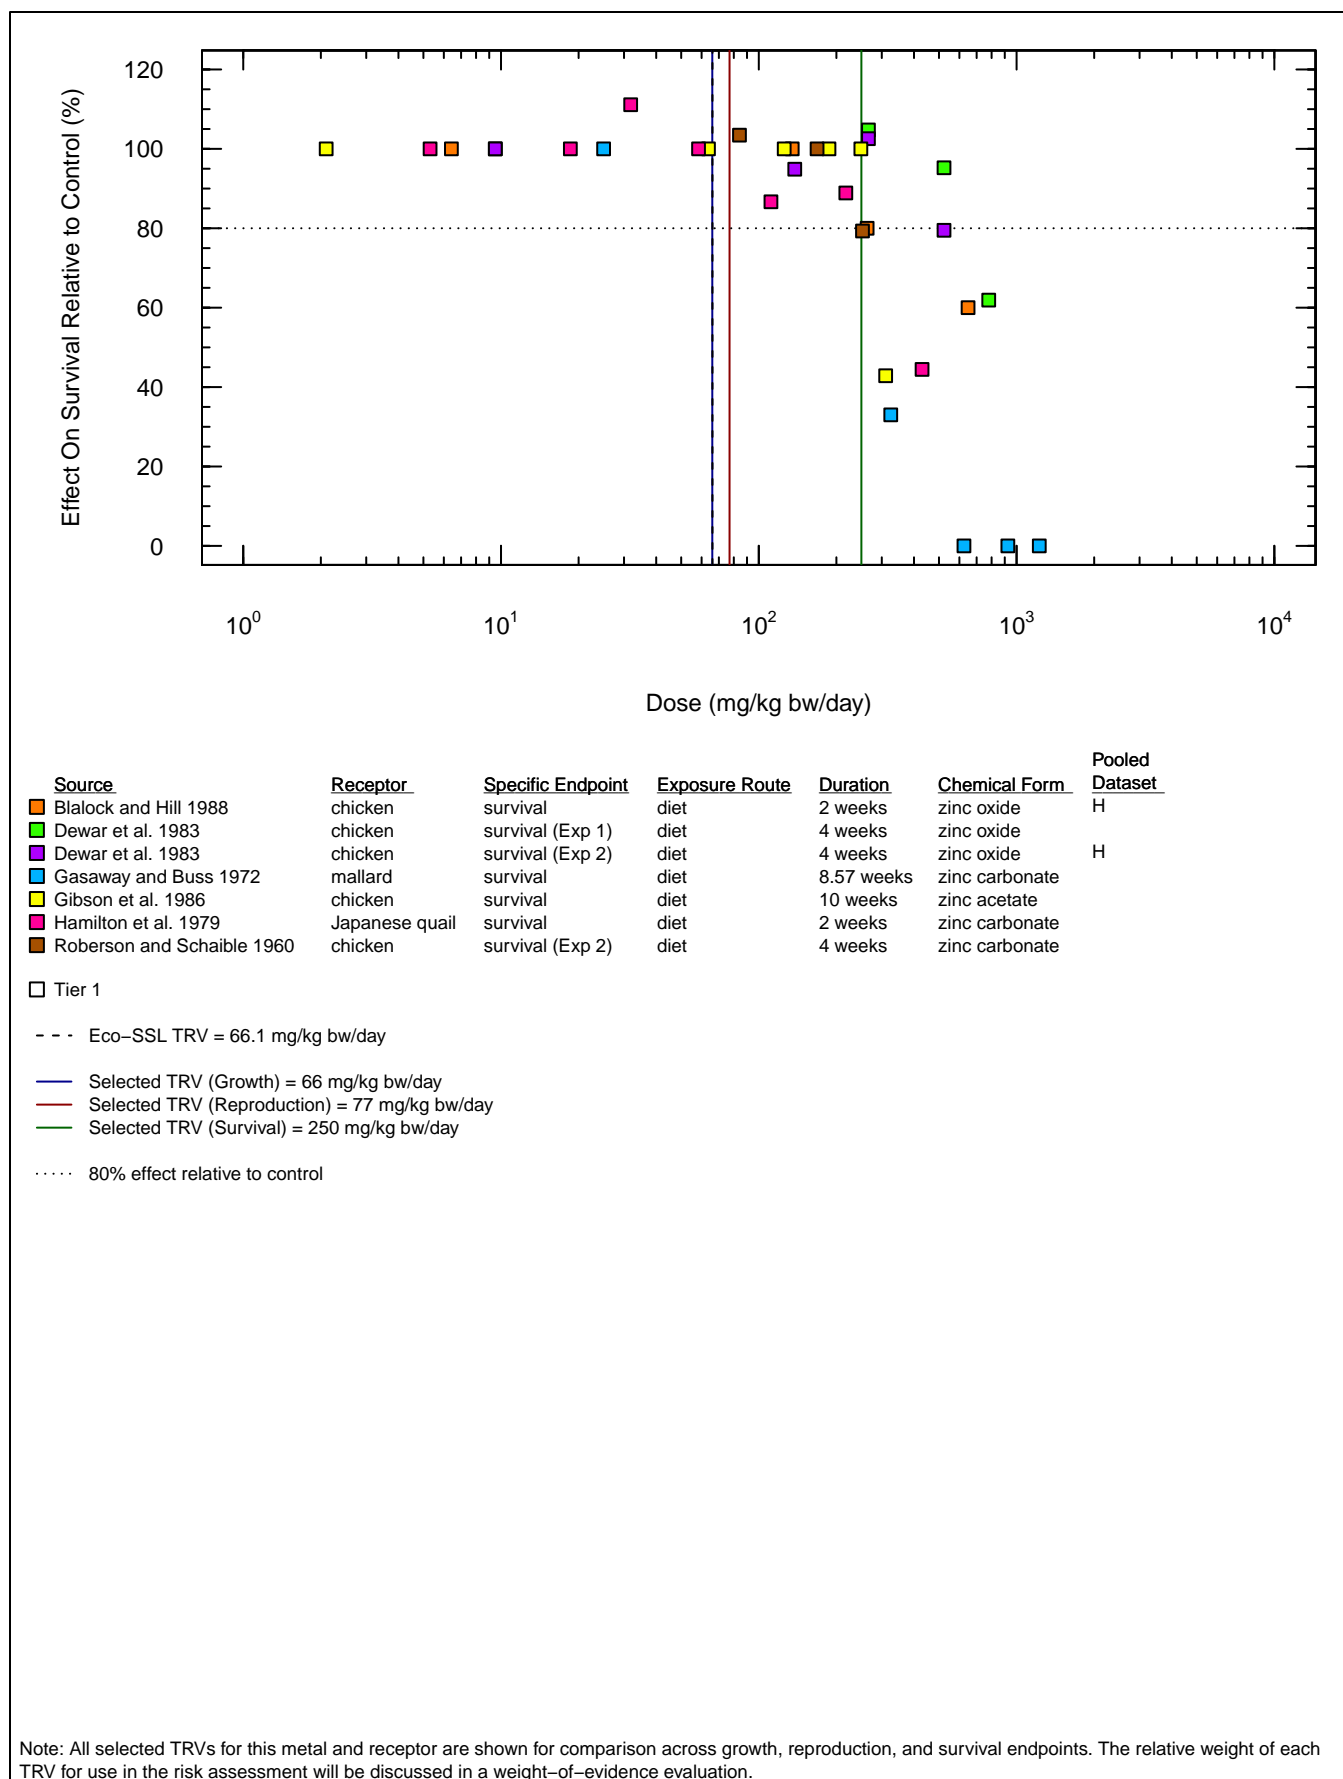 Effect On Survival Relative to Control (%)
120
100
80
60
40
20
0
10^0 10^1 10^2 10^3 10^4
Dose (mg/kg bw/day)
Pooled
Source Receptor Specific Endpoint Exposure Route Duration Chemical Form Dataset
Blalock and Hill 1988 chicken survival diet 2 weeks zinc oxide H
Dewar et al. 1983 chicken survival (Exp 1) diet 4 weeks zinc oxide
Dewar et al. 1983 chicken survival (Exp 2) diet 4 weeks zinc oxide H
Gasaway and Buss 1972 mallard survival diet 8.57 weeks zinc carbonate
Gibson et al. 1986 chicken survival diet 10 weeks zinc acetate
Hamilton et al. 1979 Japanese quail survival diet 2 weeks zinc carbonate
Roberson and Schaible 1960 chicken survival (Exp 2) diet 4 weeks zinc carbonate
Tier 1
Eco−SSL TRV = 66.1 mg/kg bw/day
Selected TRV (Growth) = 66 mg/kg bw/day
Selected TRV (Reproduction) = 77 mg/kg bw/day
Selected TRV (Survival) = 250 mg/kg bw/day
80% effect relative to control
Note: All selected TRVs for this metal and receptor are shown for comparison across growth, reproduction, and survival endpoints. The relative weight of each
TRV for use in the risk assessment will be discussed in a weight−of−evidence evaluation.